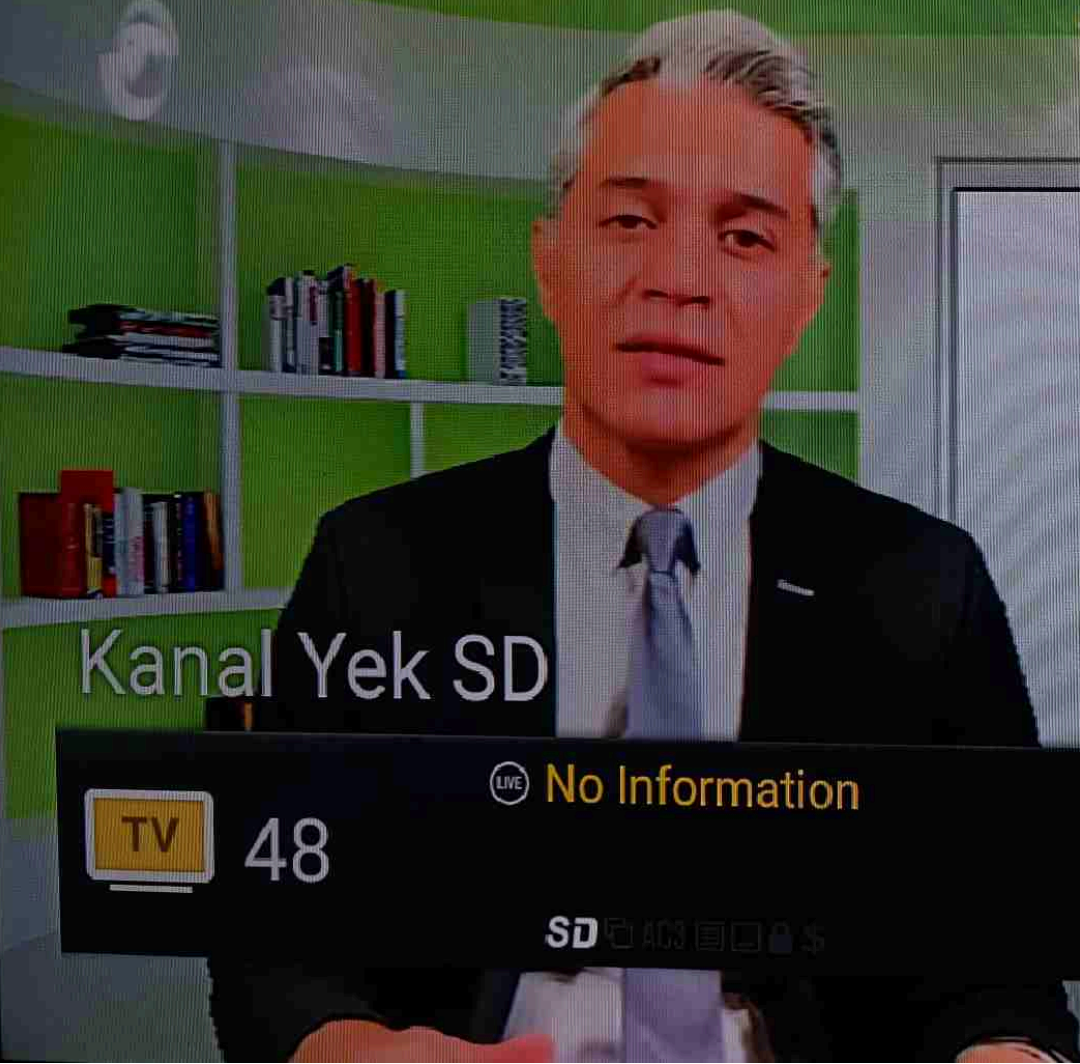 Kanal Yek SD
LIVE No Information
TV 48
SD AC3 $